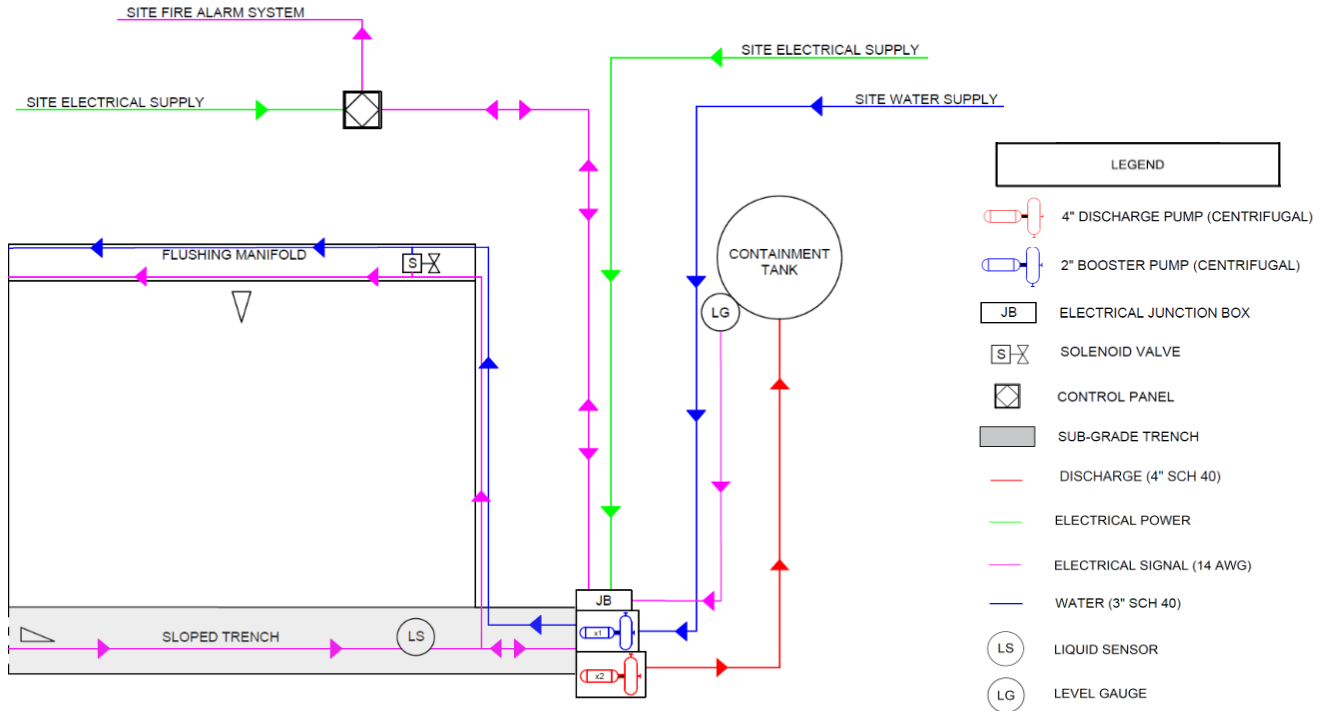 SITE FIRE ALARM SYSTEM
SITE ELECTRICAL SUPPLY
SITE ELECTRICAL SUPPLY
SITE WATER SUPPLY
FLUSHING MANIFOLD
S
CONTAINMENT
TANK
LG
JB
x1
x2
SLOPED TRENCH
LS
LEGEND
4" DISCHARGE PUMP (CENTRIFUGAL)
2" BOOSTER PUMP (CENTRIFUGAL)
JB ELECTRICAL JUNCTION BOX
S SOLENOID VALVE
CONTROL PANEL
SUB-GRADE TRENCH
DISCHARGE (4" SCH 40)
ELECTRICAL POWER
ELECTRICAL SIGNAL (14 AWG)
WATER (3" SCH 40)
LS LIQUID SENSOR
LG LEVEL GAUGE